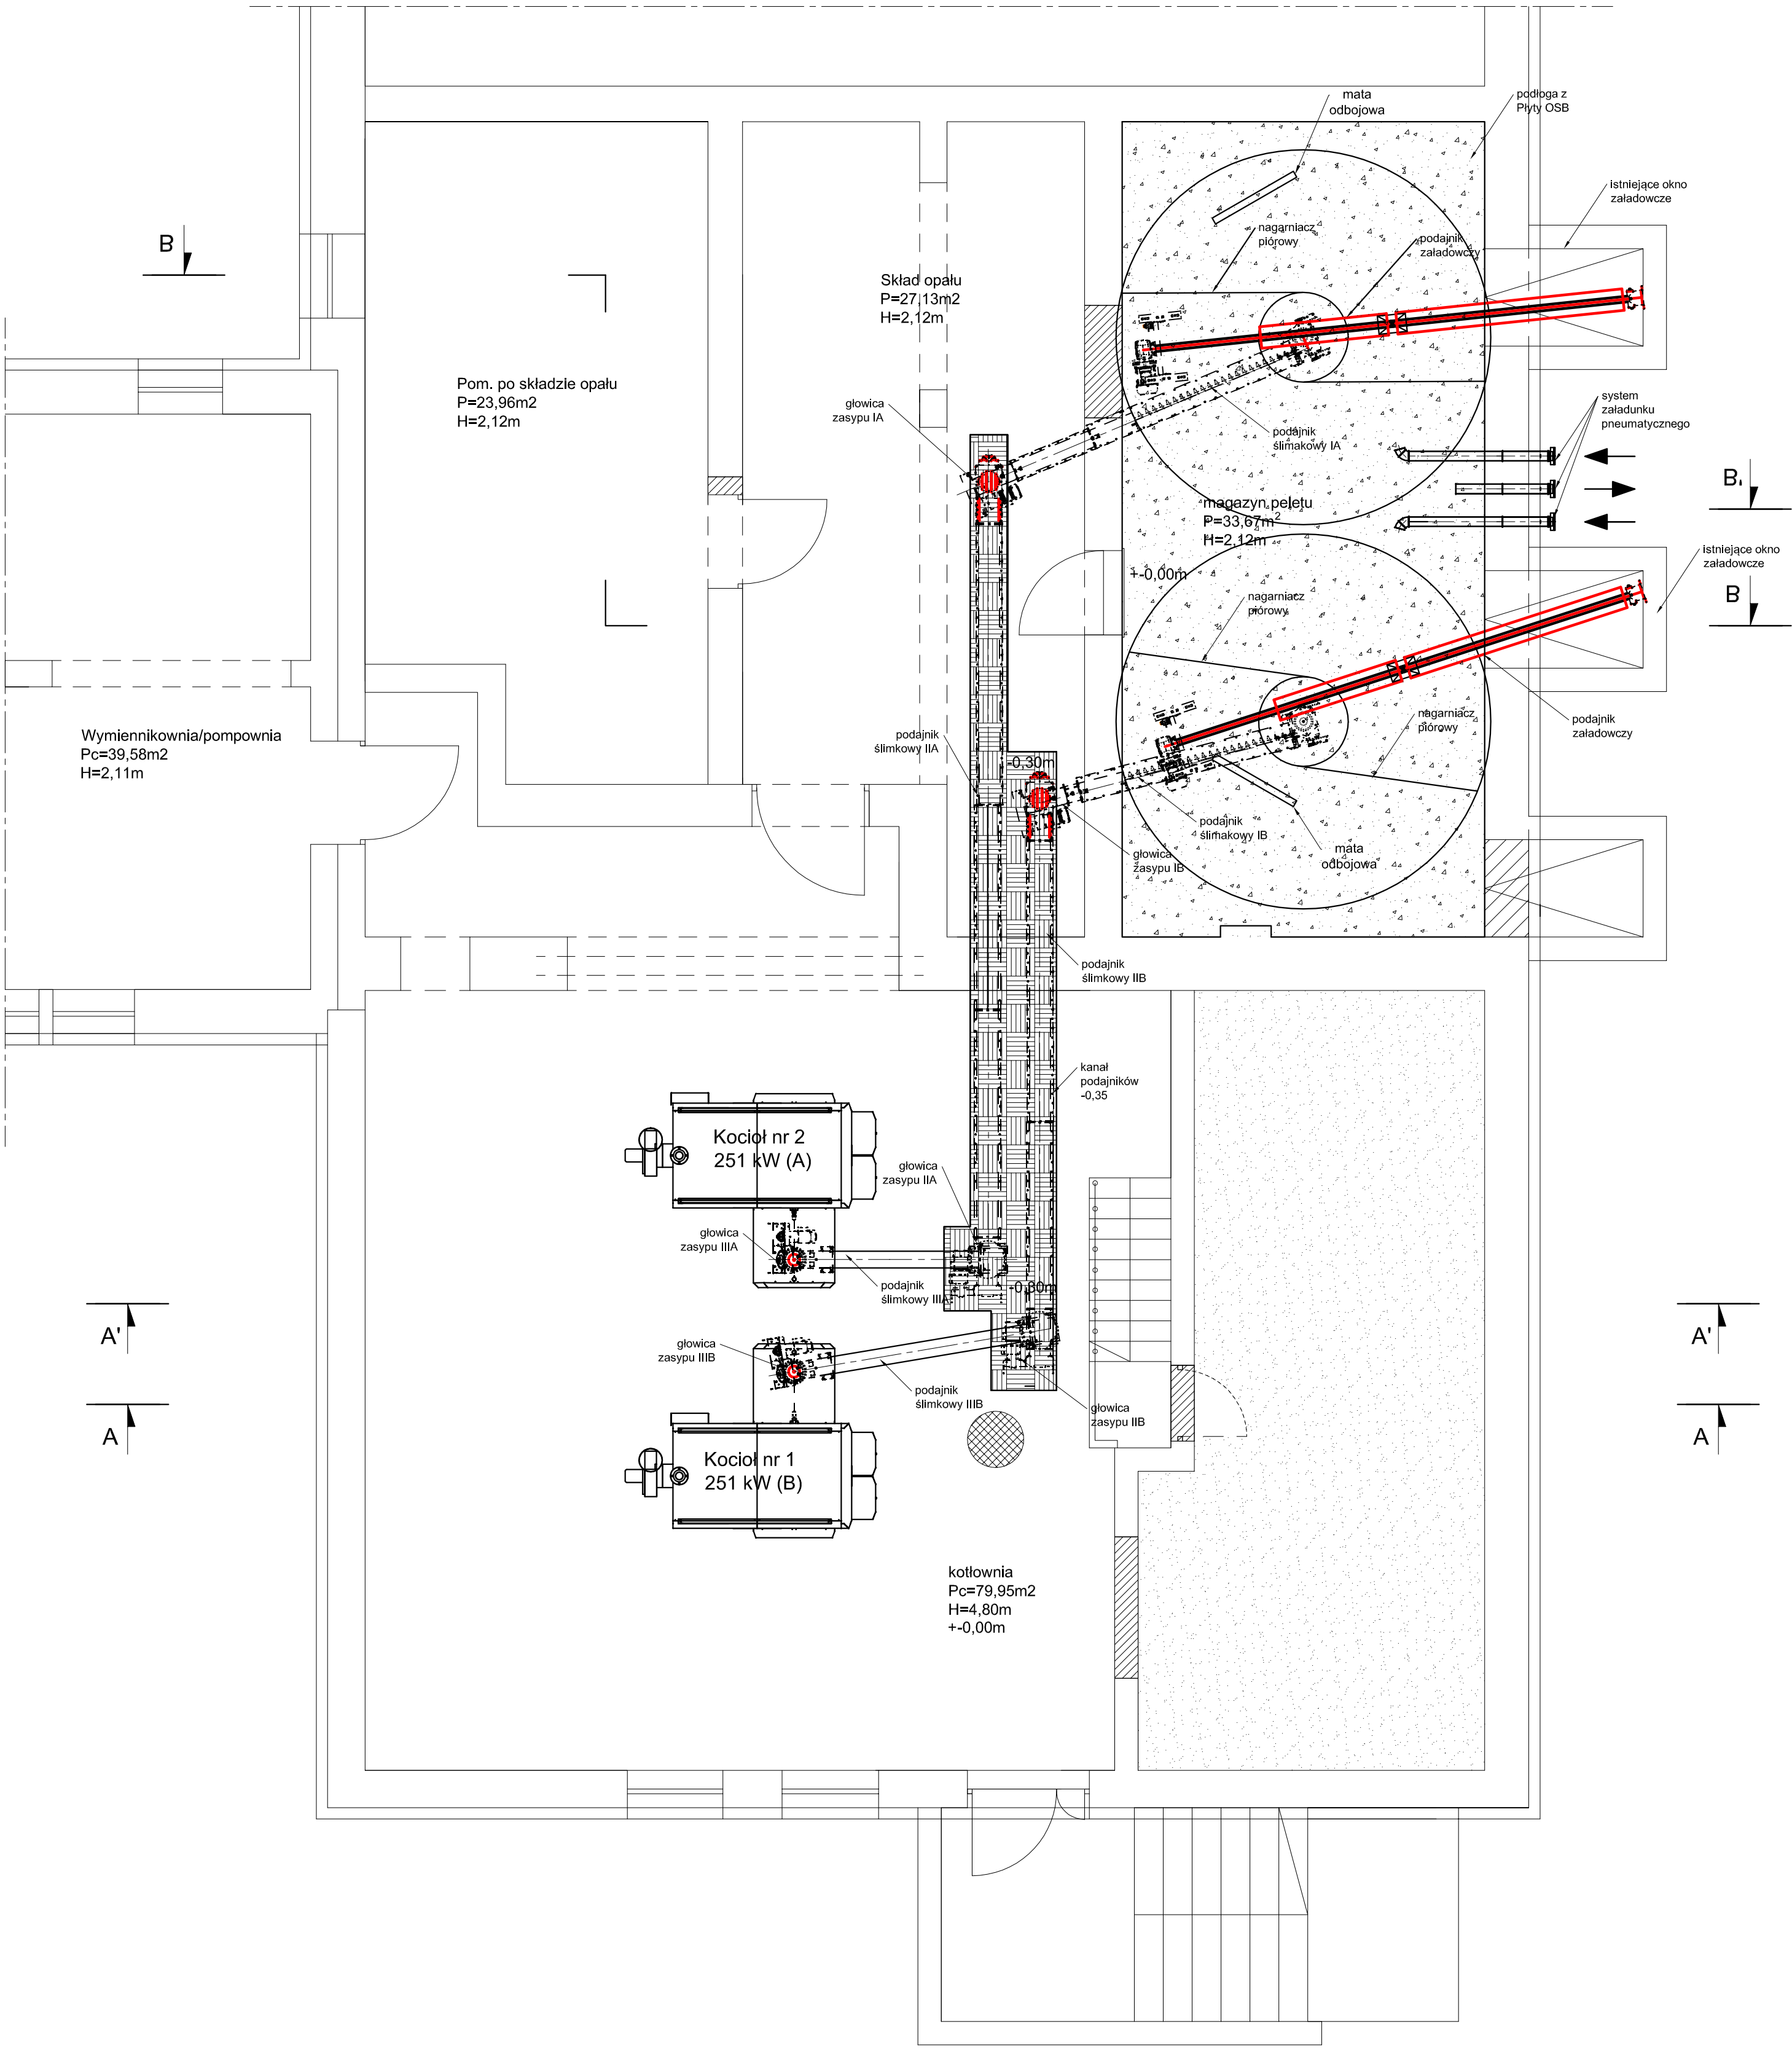 mata
odbojowa
podłoga z
Płyty OSB
istniejące okno
załadowcze
B
nagarniacz
piórowy
podajnik
załadowczy
Skład opału
P=27,13m2
H=2,12m
Pom. po składzie opału
P=23,96m2
H=2,12m
głowica
zasypu IA
podajnik
ślimakowy IA
system
załadunku
pneumatycznego
magazyn peletu
P=33,67m2
H=2,12m
B'
istniejące okno
załadowcze
+-0,00m
B
nagarniacz
piórowy
nagarniacz
piórowy
podajnik
załadowczy
Wymiennikownia/pompownia
Pc=39,58m2
H=2,11m
podajnik
ślimkowy IIA
-0,30m
podajnik
ślimakowy IB
głowica
zasypu IB
mata
odbojowa
podajnik
ślimkowy IIB
kanał
podajników
-0,35
Kocioł nr 2
251 kW (A)
głowica
zasypu IIA
głowica
zasypu IIIA
podajnik
ślimkowy IIIA
-0,80m
A'
A'
głowica
zasypu IIIB
podajnik
ślimkowy IIIB
głowica
zasypu IIB
A
A
Kocioł nr 1
251 kW (B)
kotłownia
Pc=79,95m2
H=4,80m
+-0,00m